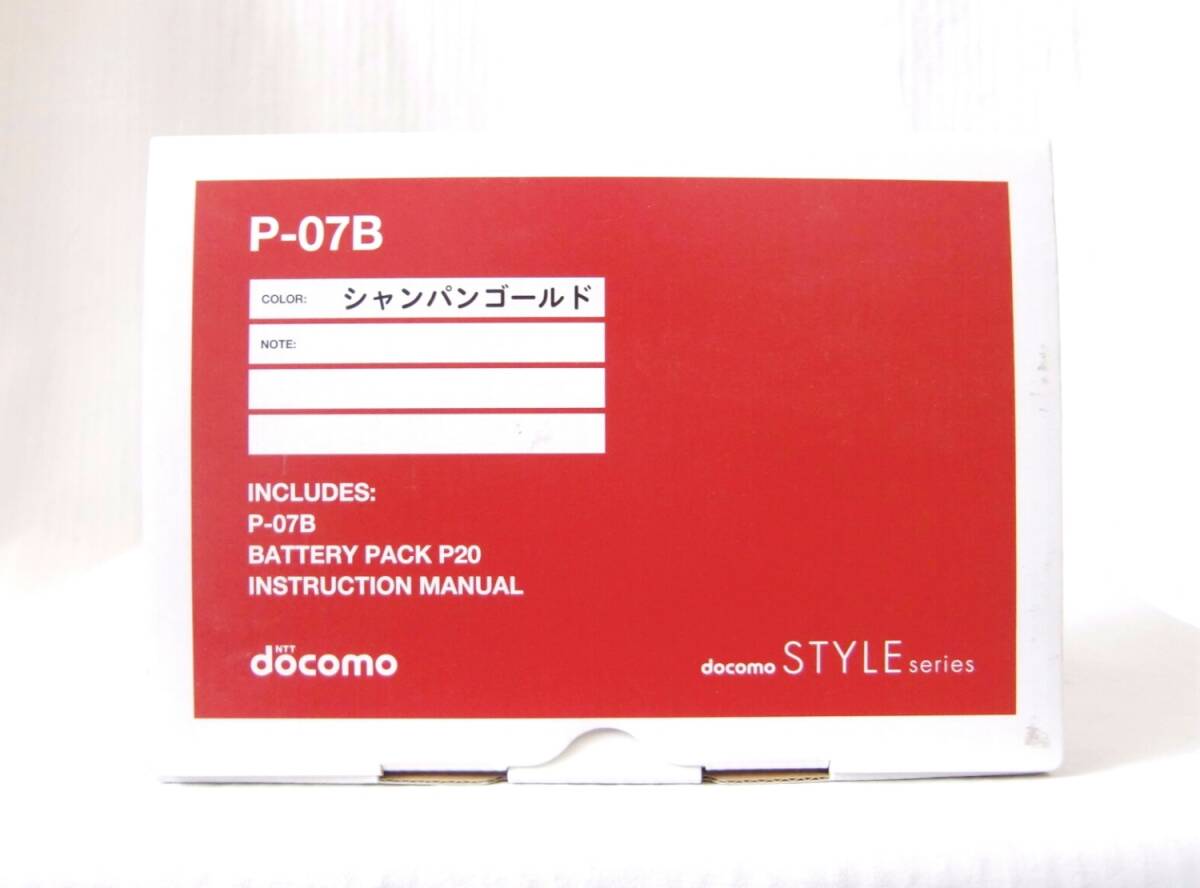 P-07B
COLOR: シャンパンゴールド
NOTE:
INCLUDES:
P-07B
BATTERY PACK P20
INSTRUCTION MANUAL
NTT
docomo
docomo STYLE series